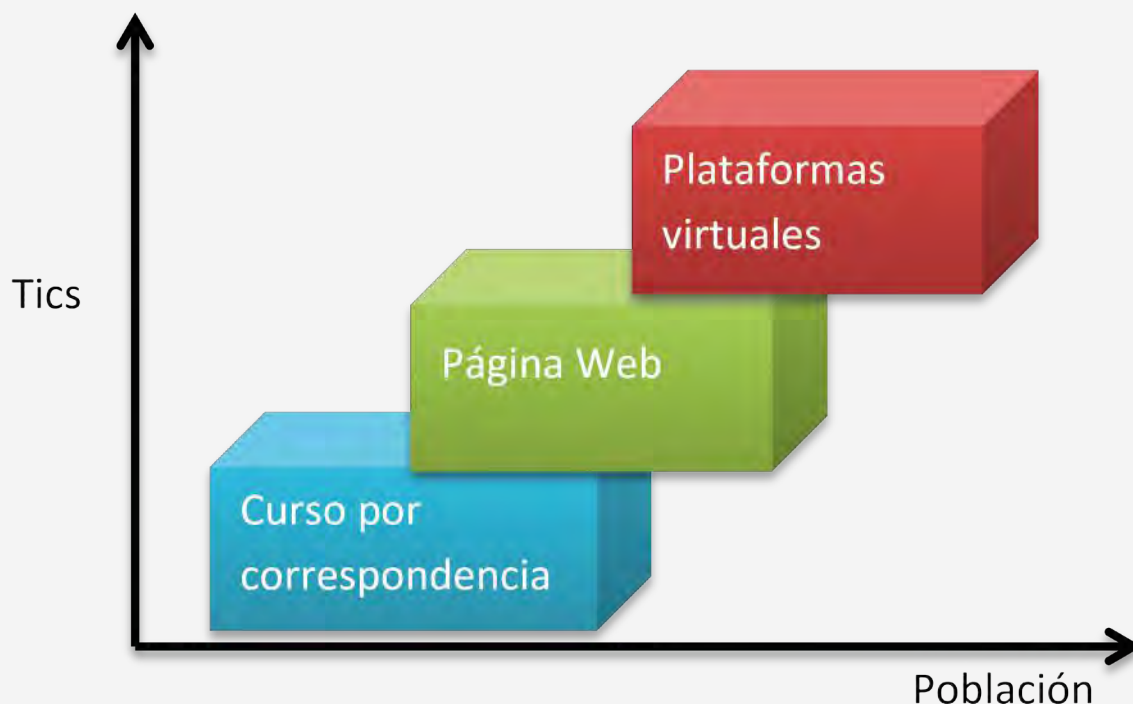 Plataformas
virtuales
Tics
Página Web
Curso por
correspondencia
Población